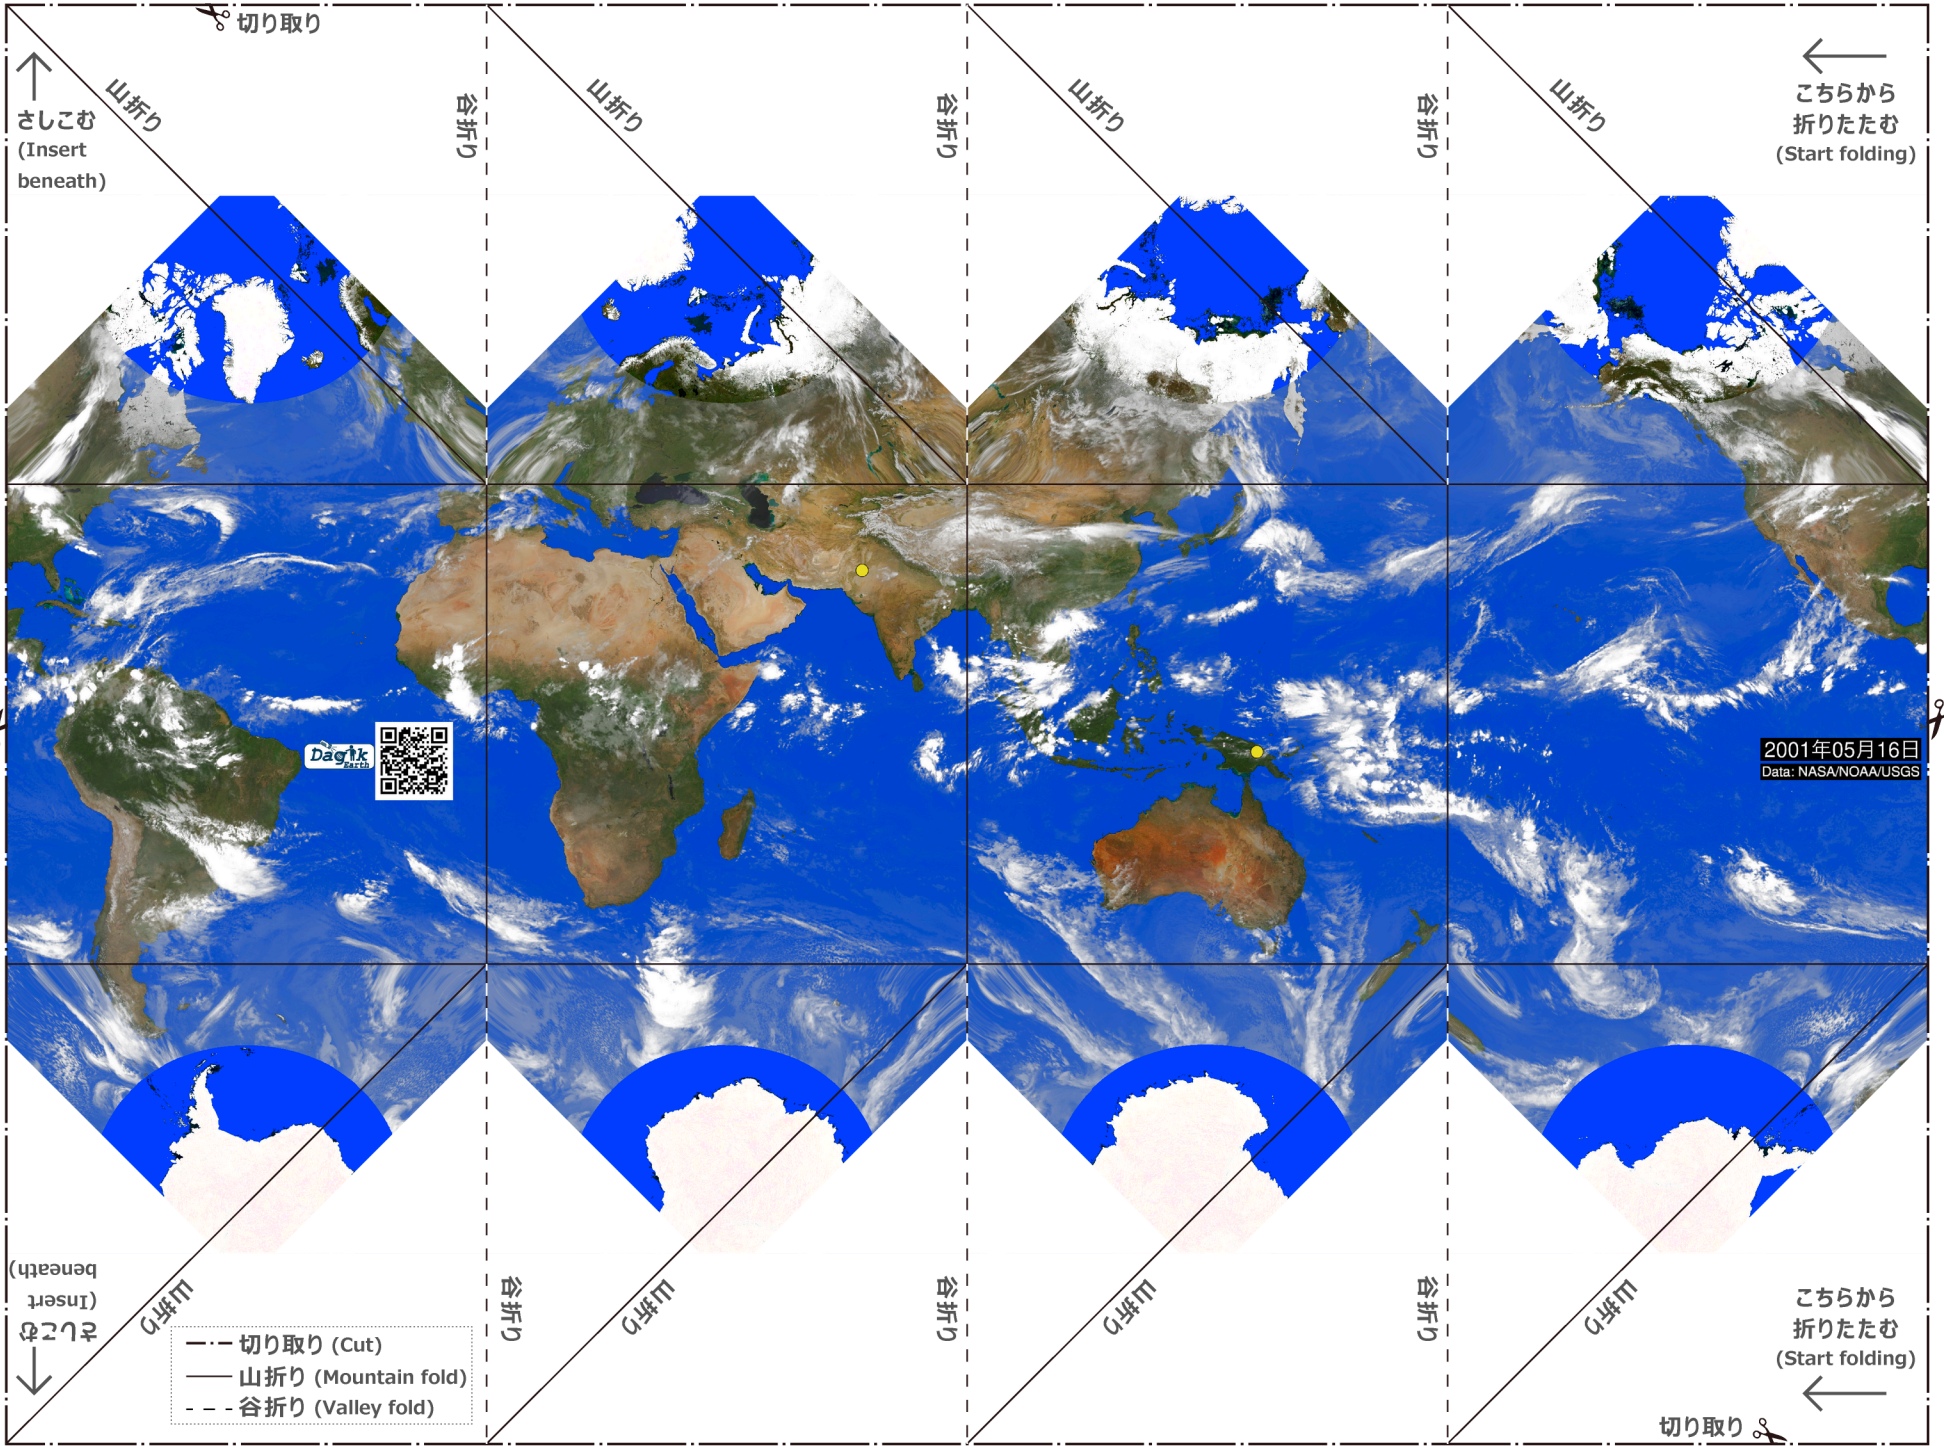 切り取り
さしこむ
(Insert
beneath)
山折り
谷折り
山折り
谷折り
山折り
谷折り
山折り
こちらから
折りたたむ
(Start folding)
Dagik
Earth
2001年05月16日
Data: NASA/NOAA/USGS
さしこむ
(Insert
beneath)
山折り
谷折り
山折り
谷折り
山折り
谷折り
山折り
こちらから
折りたたむ
(Start folding)
切り取り (Cut)
山折り (Mountain fold)
谷折り (Valley fold)
切り取り